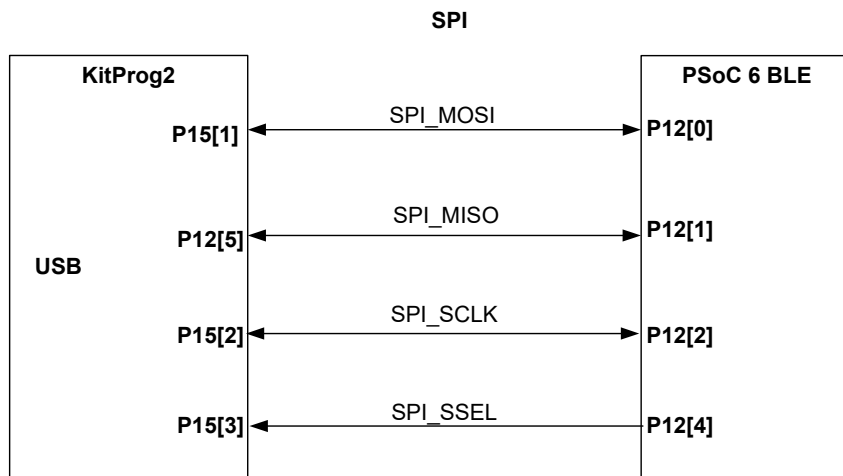 SPI
KitProg2
PSoC 6 BLE
P15[1]
SPI_MOSI
P12[0]
P12[5]
SPI_MISO
P12[1]
USB
P15[2]
SPI_SCLK
P12[2]
P15[3]
SPI_SSEL
P12[4]